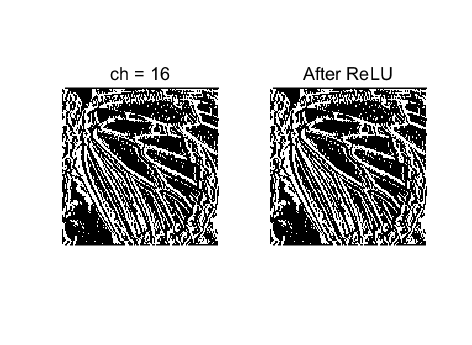 ch = 16
After ReLU